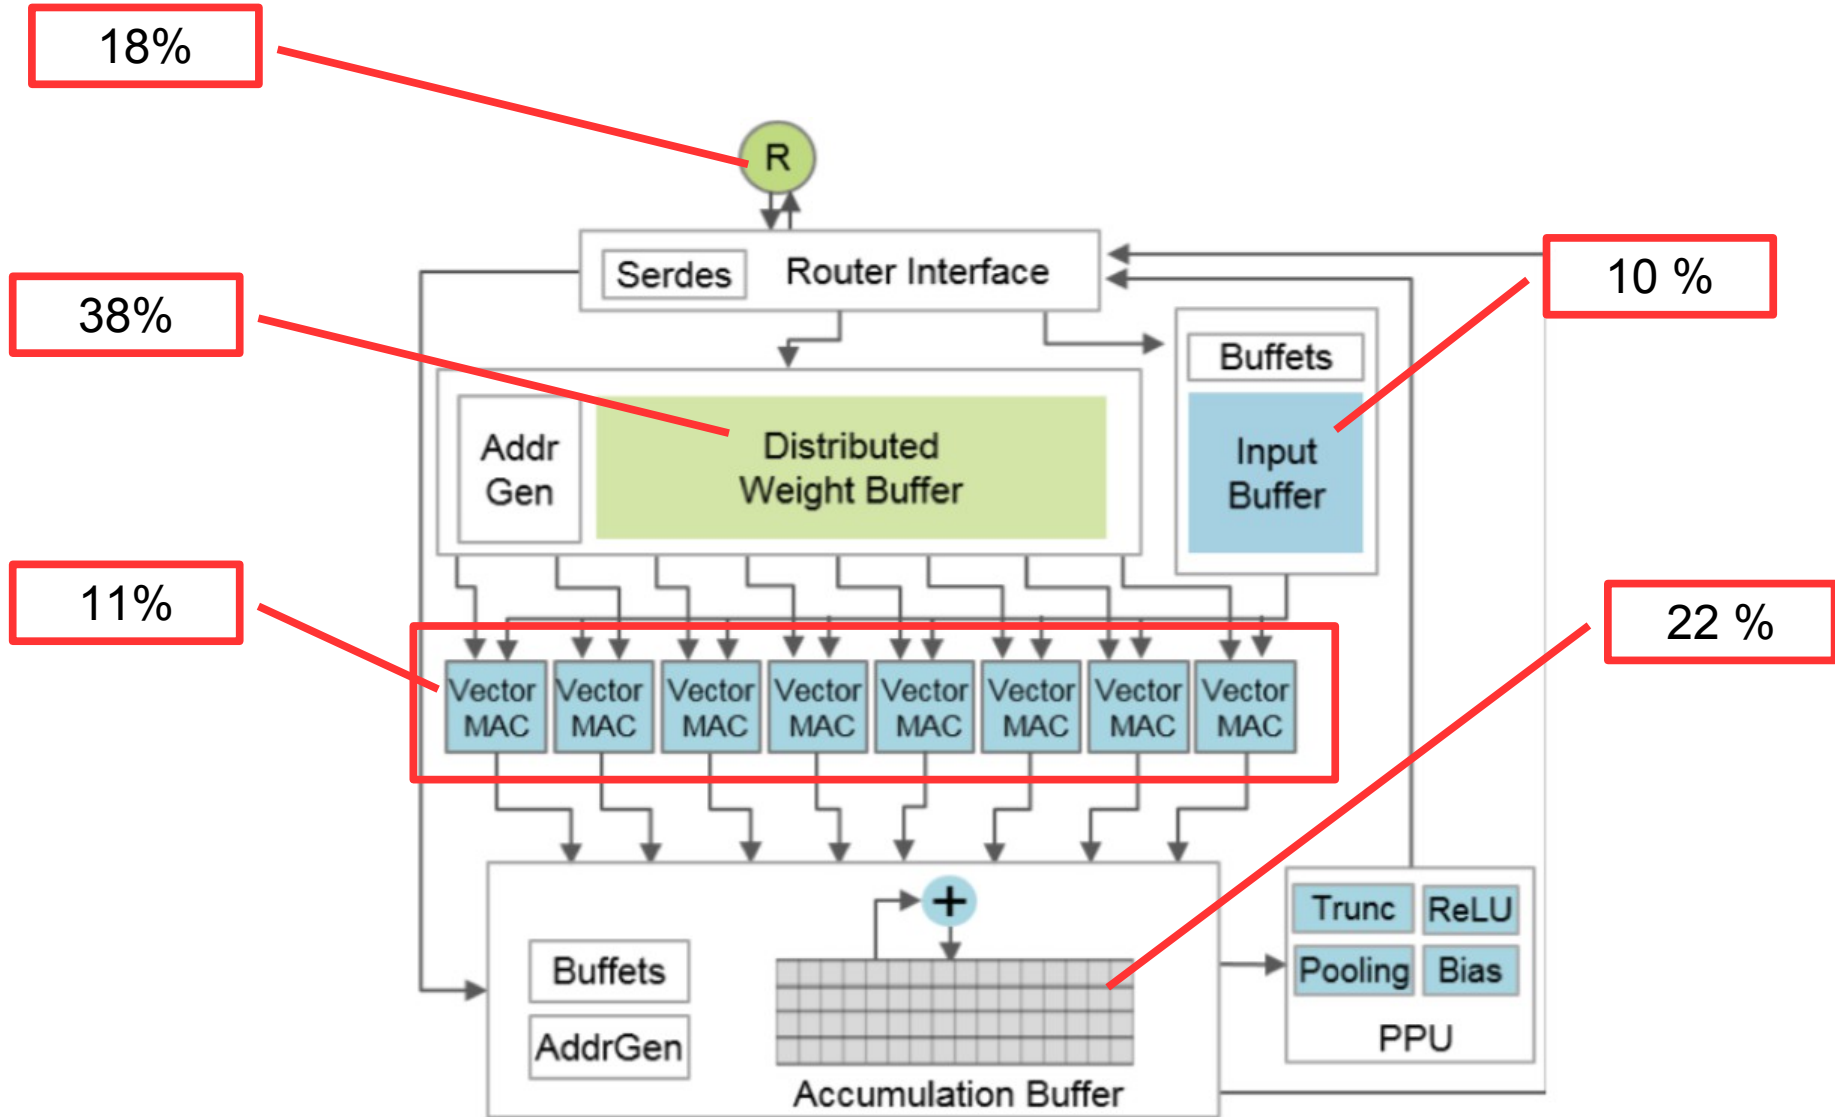 18%
R
Serdes
Router Interface
10 %
38%
Buffets
Addr
Gen
Distributed
Weight Buffer
Input
Buffer
11%
22 %
Vector
MAC
Vector
MAC
Vector
MAC
Vector
MAC
Vector
MAC
Vector
MAC
Vector
MAC
Vector
MAC
+
Trunc
ReLU
Buffets
Pooling
Bias
AddrGen
PPU
Accumulation Buffer